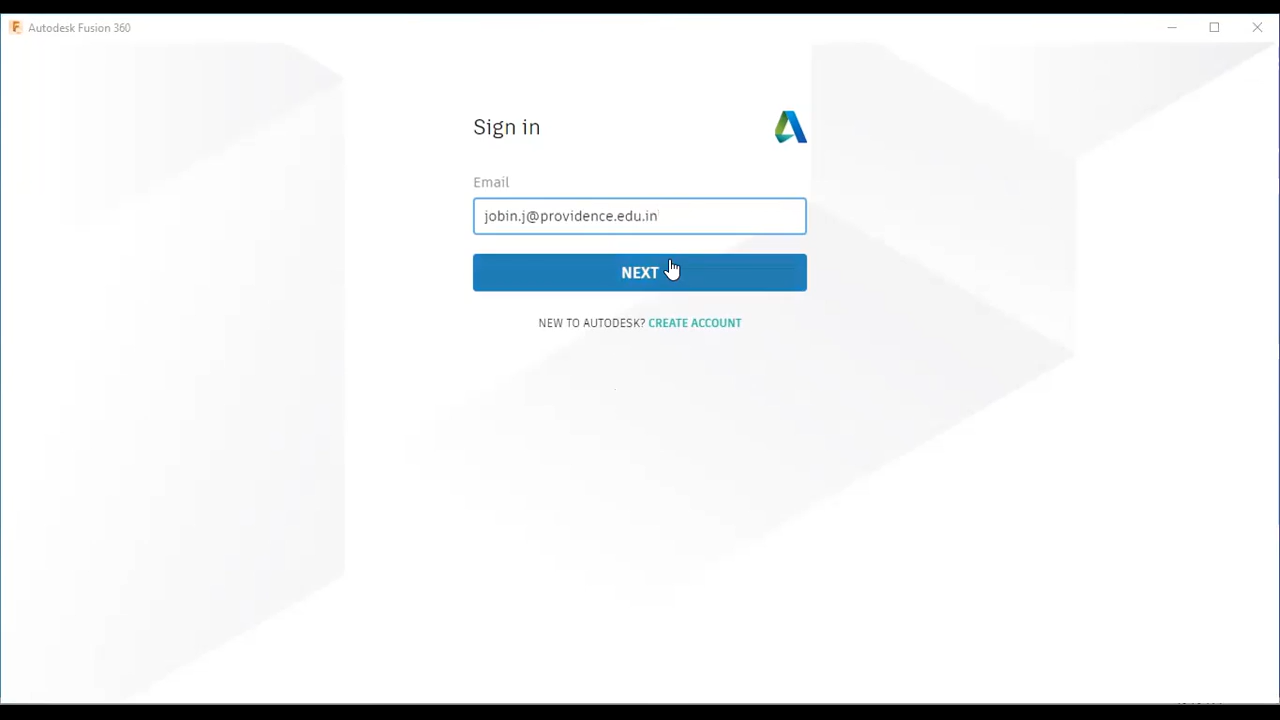 Autodesk Fusion 360
Sign in
Email
jobin.j@providence.edu.in
NEXT
NEW TO AUTODESK? CREATE ACCOUNT